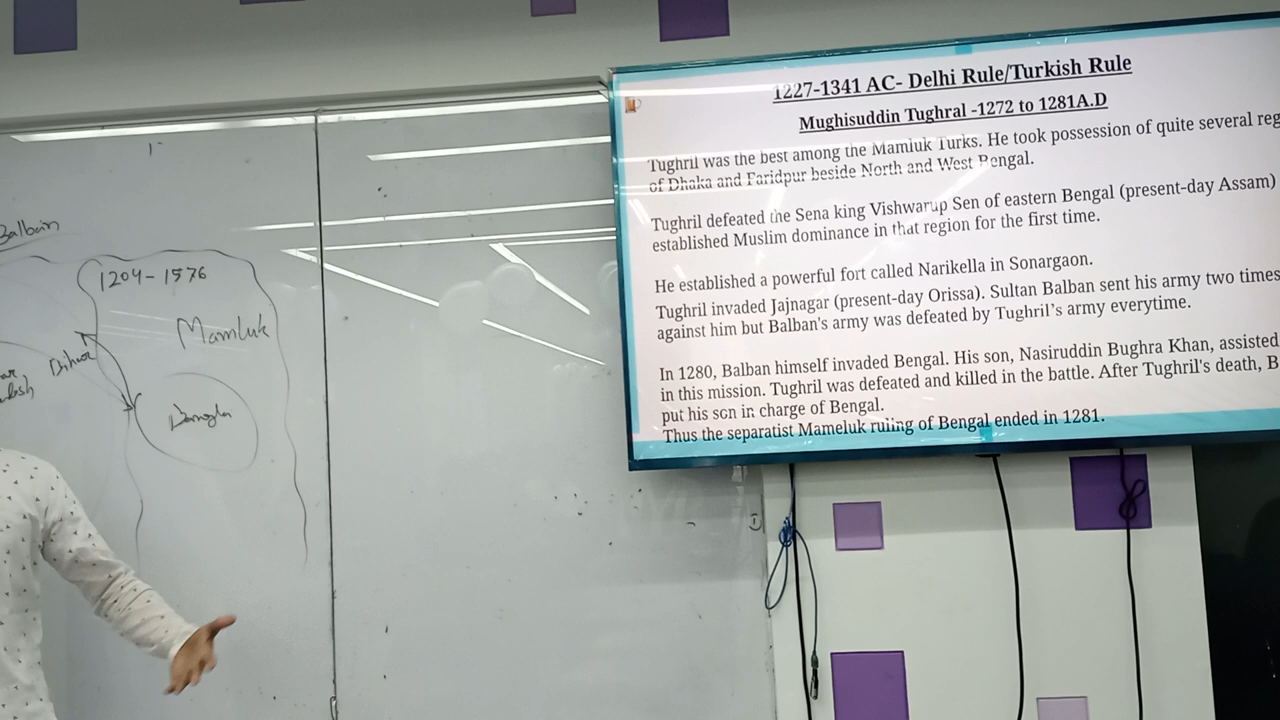 Balbain
1204-1576
Mamluk
Bihar
Bangla
1227-1341 AC- Delhi Rule/Turkish Rule
Mughisuddin Tughral -1272 to 1281A.D
Tughril was the best among the Mamluk Turks. He took possession of quite several reg
of Dhaka and Faridpur beside North and West Bengal.
Tughril defeated the Sena king Vishwarup Sen of eastern Bengal (present-day Assam)
established Muslim dominance in that region for the first time.
He established a powerful fort called Narikella in Sonargaon.
Tughril invaded Jajnagar (present-day Orissa). Sultan Balban sent his army two times
against him but Balban's army was defeated by Tughril’s army everytime.
In 1280, Balban himself invaded Bengal. His son, Nasiruddin Bughra Khan, assisted
in this mission. Tughril was defeated and killed in the battle. After Tughril's death, B
put his son in charge of Bengal.
Thus the separatist Mameluk ruling of Bengal ended in 1281.